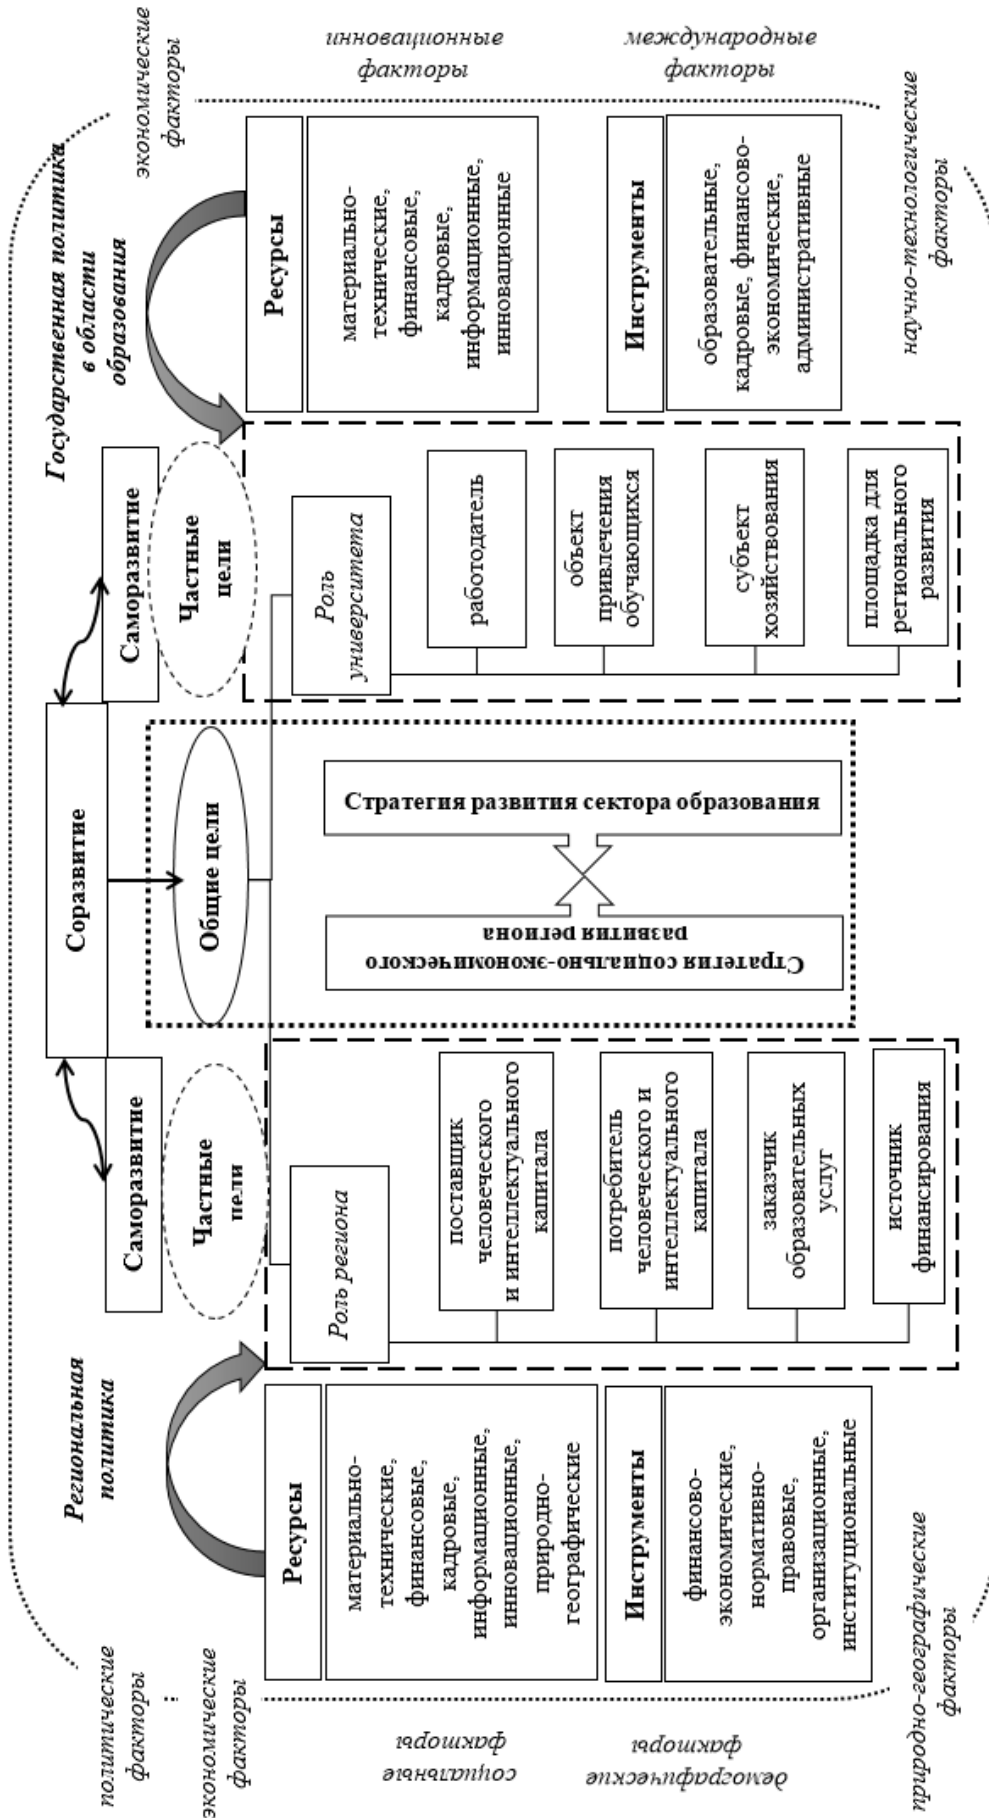 Государственная политика
в области
образования
Региональная
политика
политические
факторы
экономические
факторы
экономические
факторы
Соразвитие
Саморазвитие
Саморазвитие
Частные
цели
Общие цели
Частные
цели
Ресурсы
материально-
технические,
финансовые,
кадровые,
информационные,
инновационные,
природно-
географические
Инструменты
финансово-
экономические,
нормативно-
правовые,
организационные,
институциональные
Роль региона
поставщик
человеческого
и интеллектуального
капитала
потребитель
человеческого и
интеллектуального
капитала
заказчик
образовательных
услуг
источник
финансирования
Стратегия социально-экономического
развития региона
Стратегия развития сектора образования
Роль
университета
работодатель
объект
привлечения
обучающихся
субъект
хозяйствования
площадка для
регионального
развития
Ресурсы
материально-
технические,
финансовые,
кадровые,
информационные,
инновационные
Инструменты
образовательные,
кадровые, финансово-
экономические,
административные
социальные
факторы
демографические
факторы
инновационные
факторы
международные
факторы
природно-географические
факторы
научно-технологические
факторы